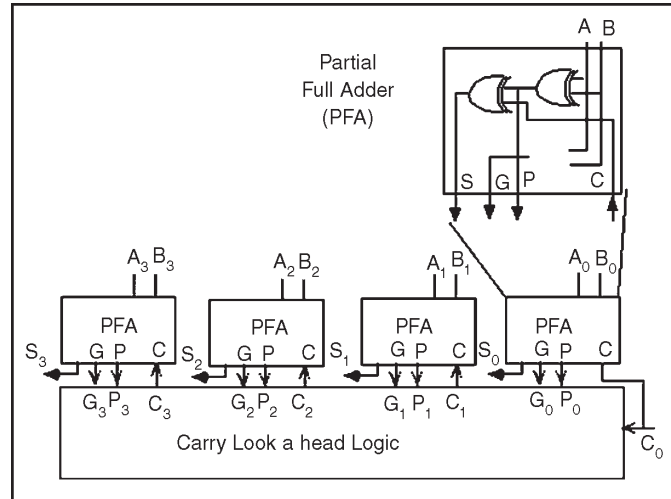 A B
Partial
Full Adder
(PFA)
S G P C
A3 B3 A2 B2 A1 B1 A0 B0
PFA PFA PFA PFA
G P C G P C G P C G P C
S3 S2 S1 S0
G3 P3 C3 G2 P2 C2 G1 P1 C1 G0 P0
Carry Look a head Logic
C0